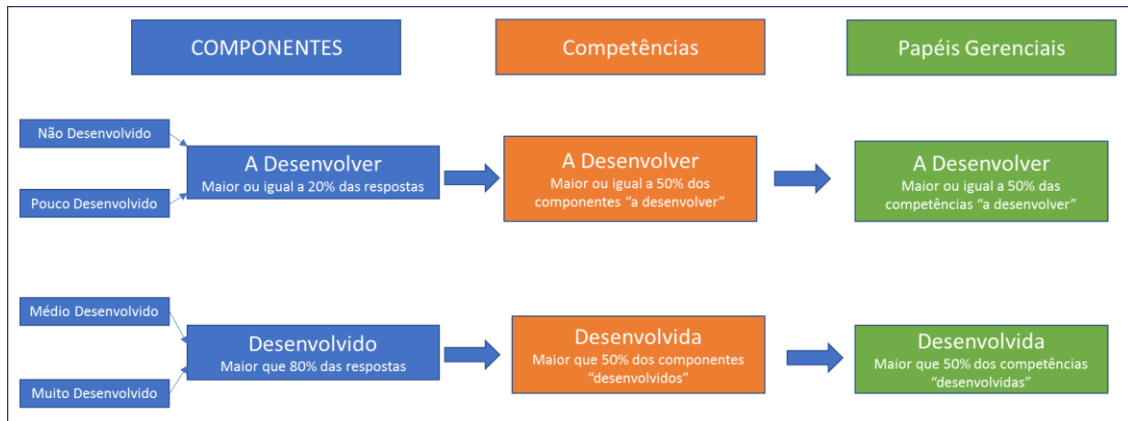 COMPONENTES
Competências
Papéis Gerenciais
Não Desenvolvido
Pouco Desenvolvido
A Desenvolver
Maior ou igual a 20% das respostas
A Desenvolver
Maior ou igual a 50% dos
componentes “a desenvolver”
A Desenvolver
Maior ou igual a 50% das
competências “a desenvolver”
Médio Desenvolvido
Muito Desenvolvido
Desenvolvido
Maior que 80% das respostas
Desenvolvida
Maior que 50% dos componentes
“desenvolvidos”
Desenvolvida
Maior que 50% dos competências
“desenvolvidas”